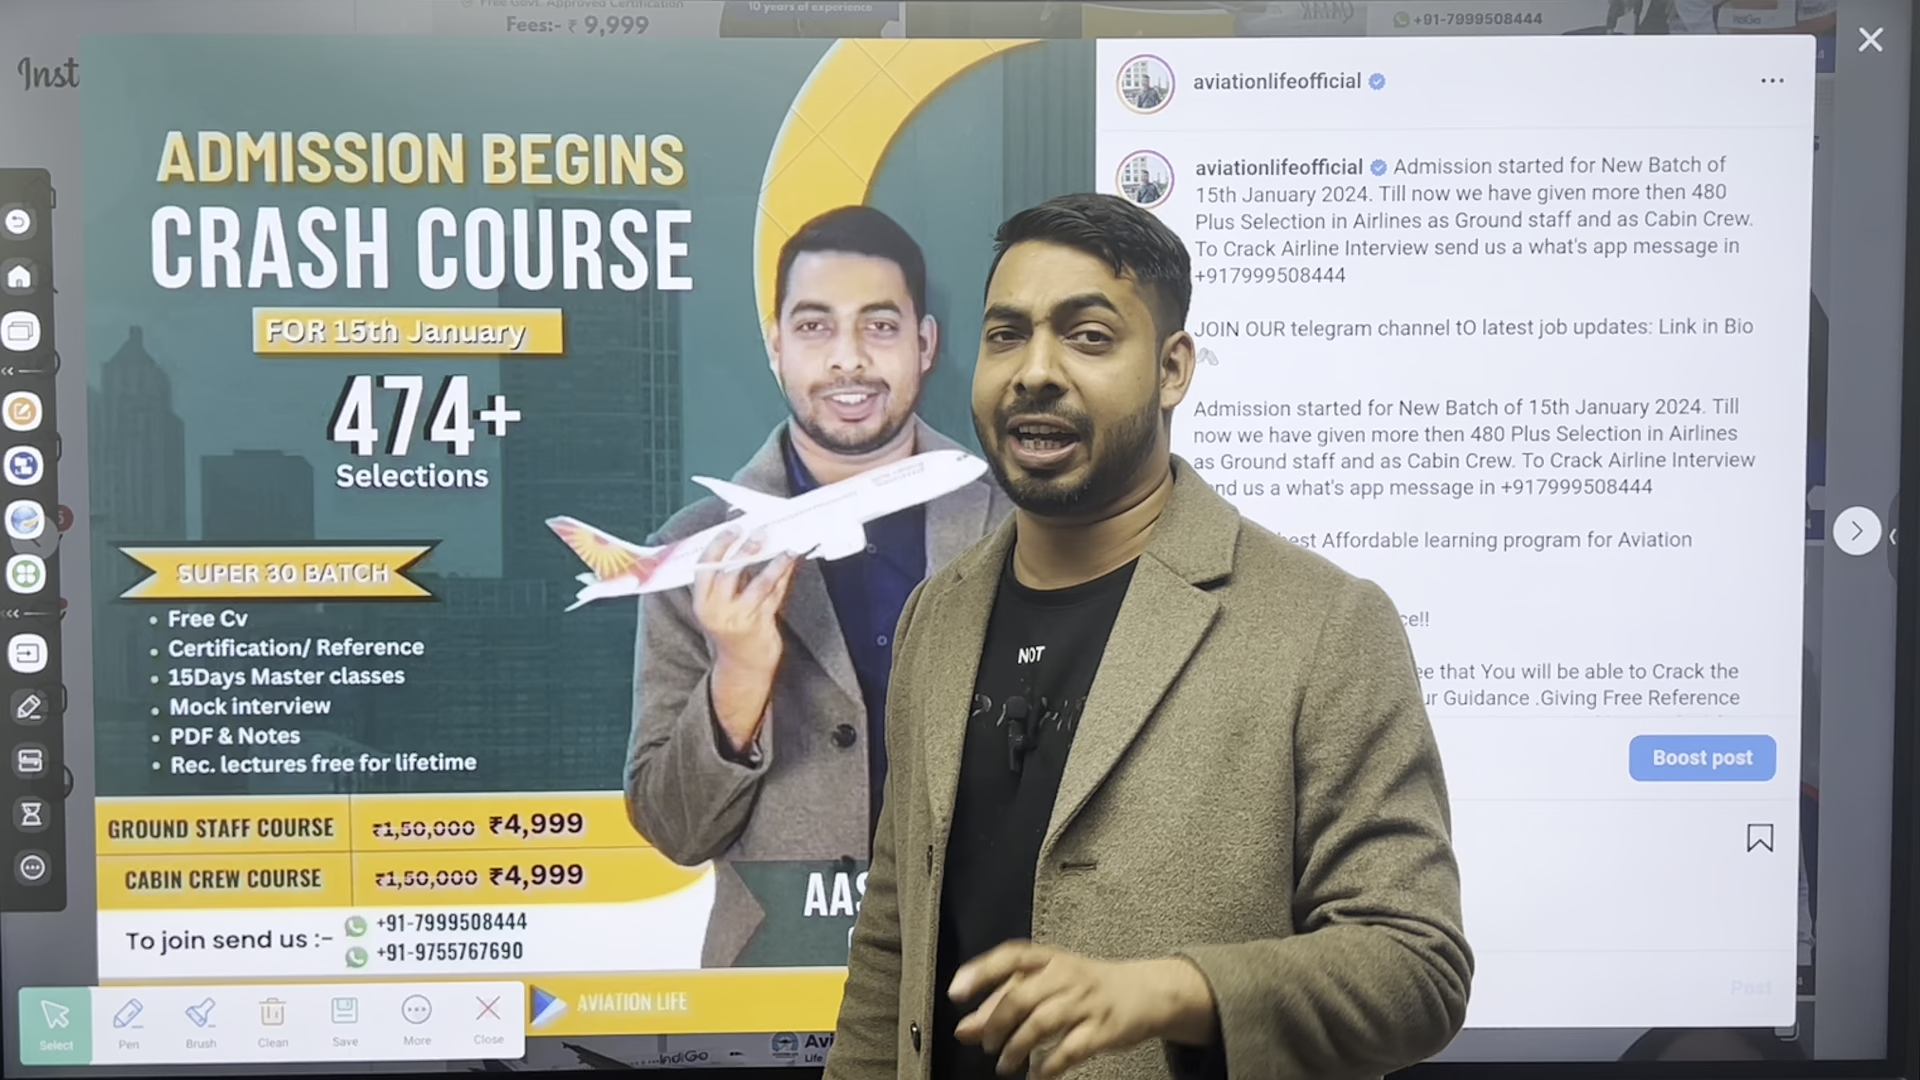 Free Govt. Approved Certification
Fees:- ₹ 9,999
10 years of experience
+91-7999508444
Inst
ADMISSION BEGINS
CRASH COURSE
FOR 15th January
474+
Selections
SUPER 30 BATCH
• Free Cv
• Certification/ Reference
• 15Days Master classes
• Mock interview
• PDF & Notes
• Rec. lectures free for lifetime
GROUND STAFF COURSE ₹1,50,000 ₹4,999
CABIN CREW COURSE ₹1,50,000 ₹4,999
To join send us :-
+91-7999508444
+91-9755767690
AVIATION LIFE
Select
Pen
Brush
Clean
Save
More
Close
IndiGo
Life
NOT
aviationlifeofficial
aviationlifeofficial Admission started for New Batch of
15th January 2024. Till now we have given more then 480
Plus Selection in Airlines as Ground staff and as Cabin Crew.
To Crack Airline Interview send us a what's app message in
+917999508444
JOIN OUR telegram channel tO latest job updates: Link in Bio
Admission started for New Batch of 15th January 2024. Till
now we have given more then 480 Plus Selection in Airlines
as Ground staff and as Cabin Crew. To Crack Airline Interview
nd us a what's app message in +917999508444
est Affordable learning program for Aviation
ce!!
ee that You will be able to Crack the
ur Guidance .Giving Free Reference
Boost post
Post